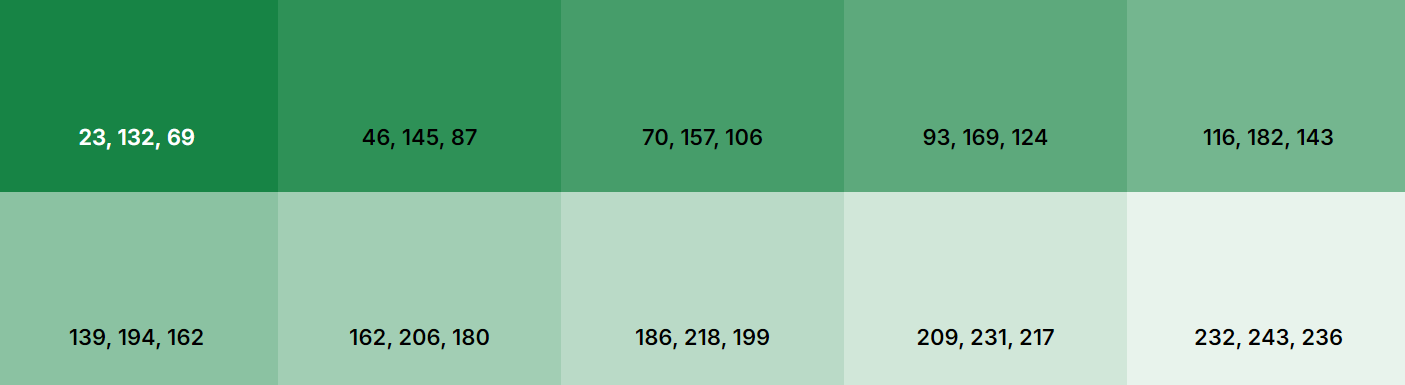 23, 132, 69
46, 145, 87
70, 157, 106
93, 169, 124
116, 182, 143
139, 194, 162
162, 206, 180
186, 218, 199
209, 231, 217
232, 243, 236